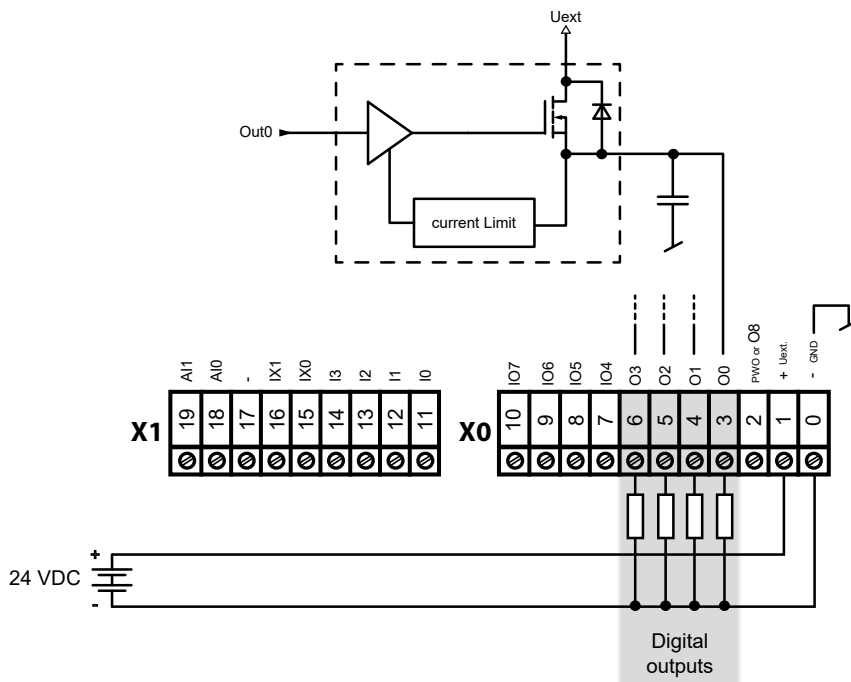 Uext
Out0
current Limit
AI1
AI0
-
IX1
IX0
I3
I2
I1
I0
IO7
IO6
IO5
IO4
O3
O2
O1
O0
PWO or O8
+ Uext.
- GND
X1
19
18
17
16
15
14
13
12
11
X0
10
9
8
7
6
5
4
3
2
1
0
+
24 VDC
-
Digital
outputs